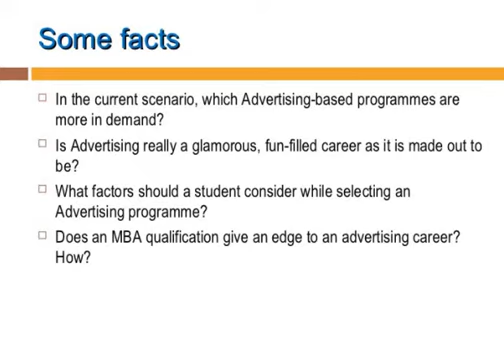 Some facts
In the current scenario, which Advertising-based programmes are
more in demand?
Is Advertising really a glamorous, fun-filled career as it is made out to
be?
What factors should a student consider while selecting an
Advertising programme?
Does an MBA qualification give an edge to an advertising career?
How?